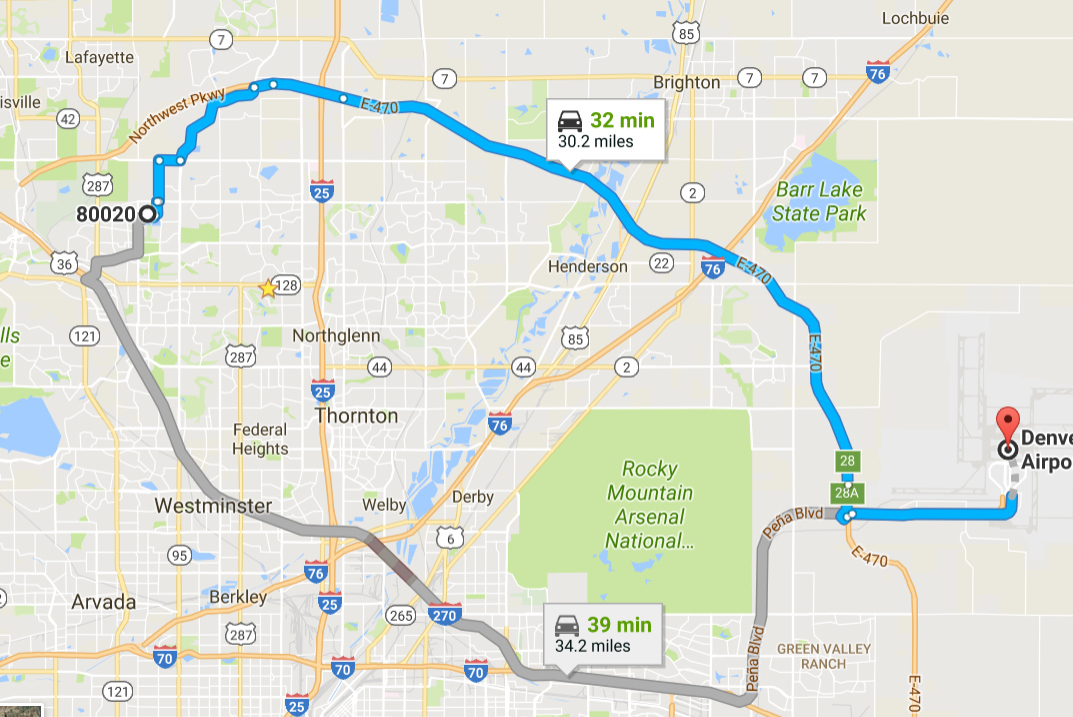 Lochbuie
7
85
Lafayette
76
7
Brighton
7
7
Northwest Pkwy
E-470
isville
42
32 min
30.2 miles
287
25
2
Barr Lake
State Park
80020
36
Henderson
22
76
E-470
128
121
Northglenn
85
lls
e
287
44
44
2
E-470
25
Thornton
76
Federal
Heights
Denve
Airpo
28
Rocky
Mountain
Arsenal
National...
28A
Westminster
Welby
Derby
Peña Blvd
6
95
E-470
76
Arvada
Berkley
25
265
270
287
39 min
34.2 miles
Peña Blvd
GREEN VALLEY
RANCH
70
70
70
121
25
E-470